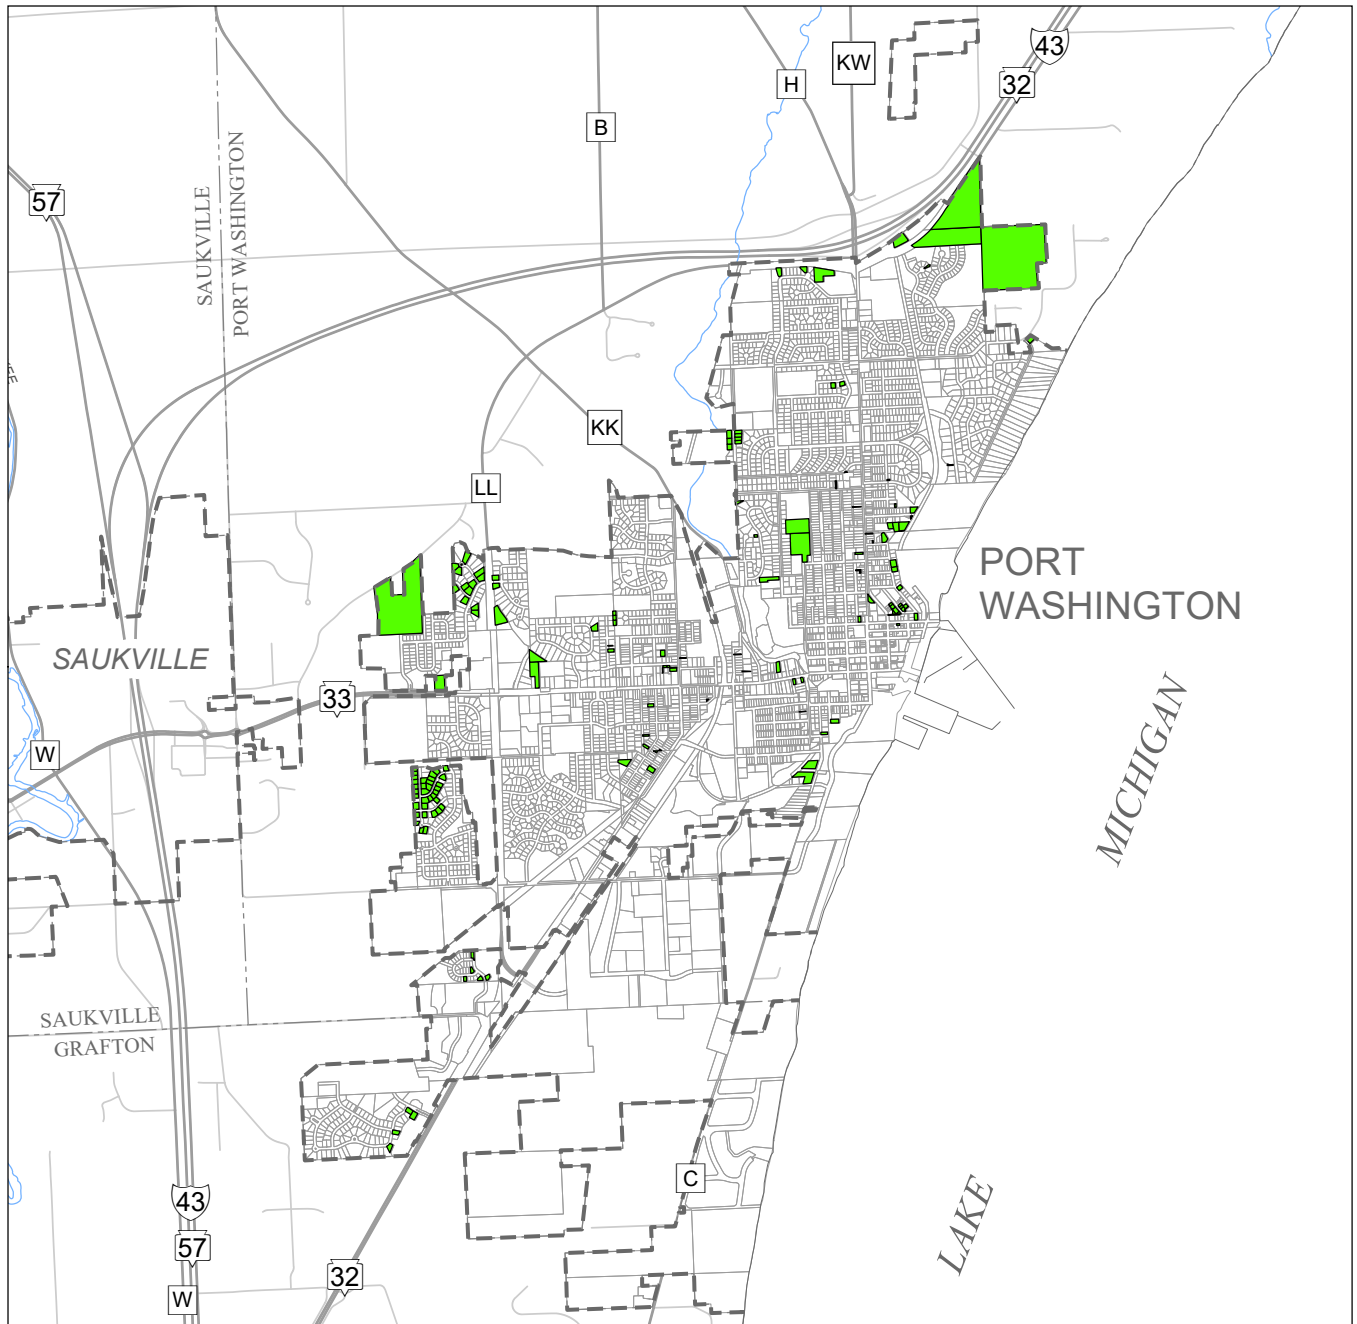 43
KW
32
H
B
57
SAUKVILLE
PORT WASHINGTON
KK
LL
PORT
WASHINGTON
SAUKVILLE
33
W
MICHIGAN
SAUKVILLE
GRAFTON
C
43
LAKE
57
32
W